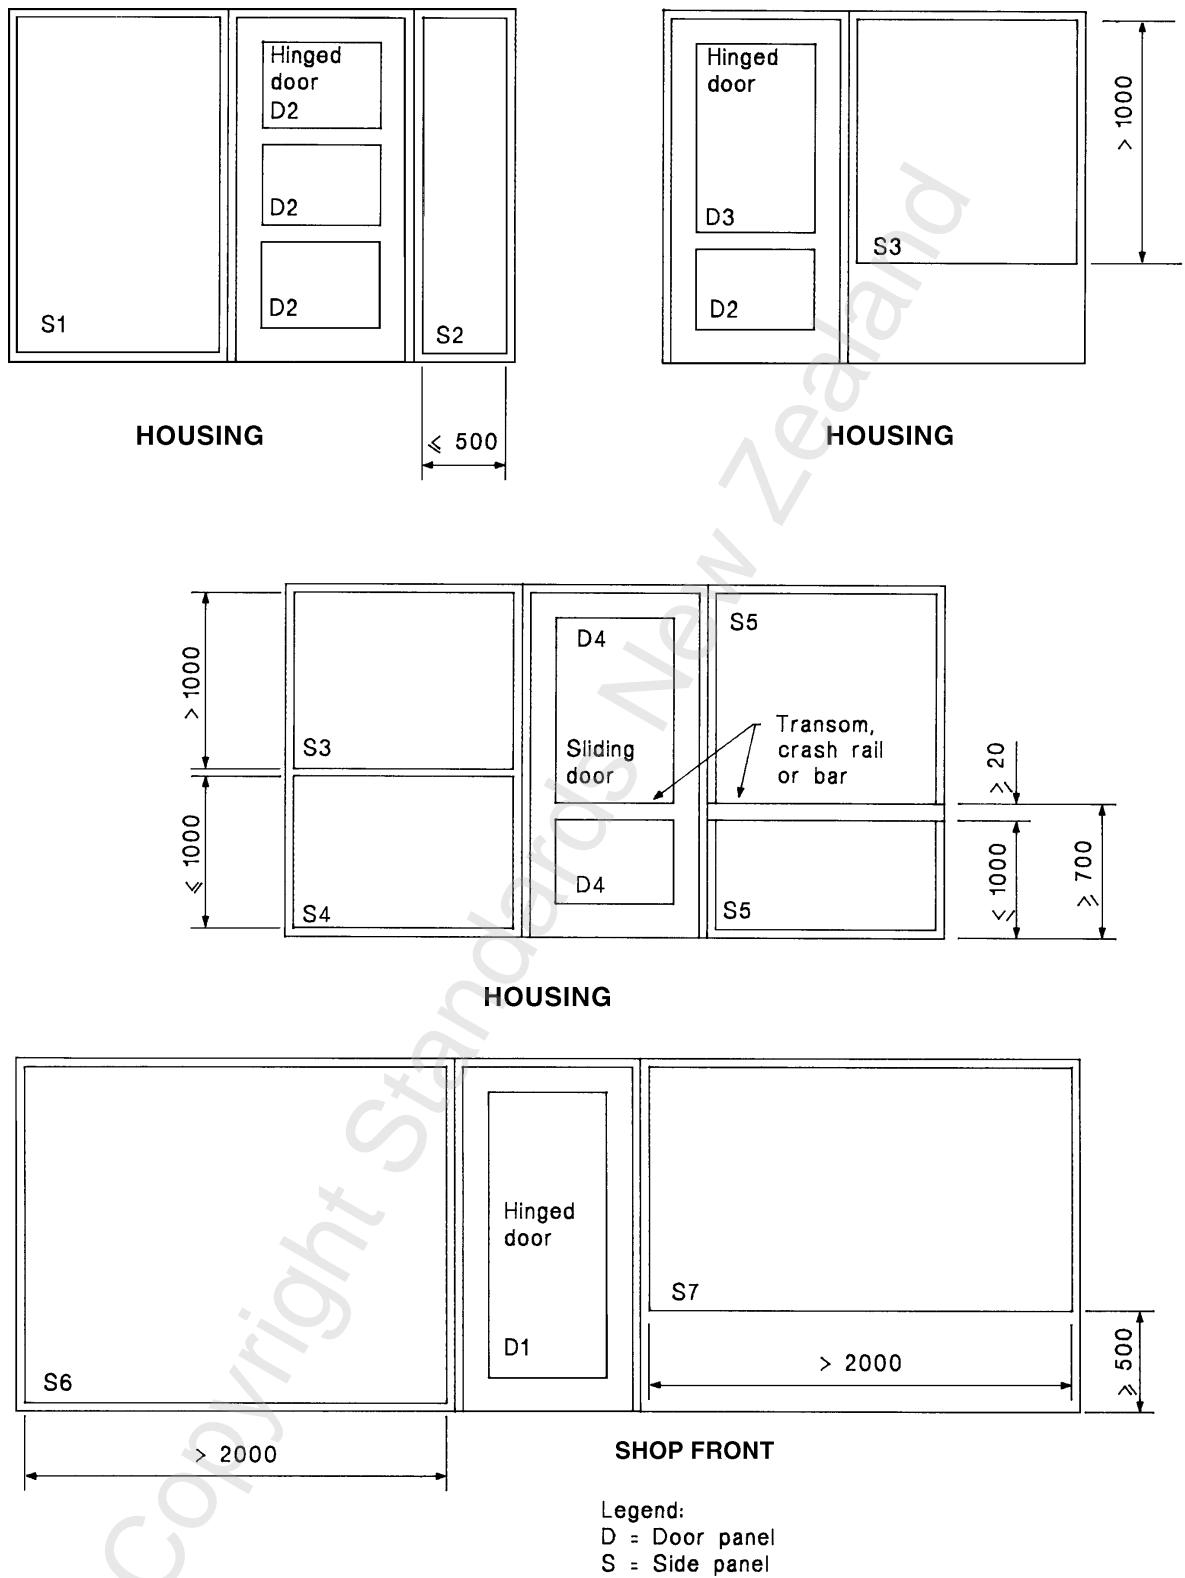 Hinged
door
D2
D2
D2
S1
S2
HOUSING
⩽ 500
Hinged
door
D3
D2
S3
> 1000
HOUSING
> 1000
⩽ 1000
S3
S4
D4
Sliding
door
D4
S5
Transom,
crash rail
or bar
S5
⩾ 20
⩽ 1000
⩾ 700
HOUSING
S6
> 2000
Hinged
door
D1
S7
> 2000
⩾ 500
SHOP FRONT
Legend:
D = Door panel
S = Side panel
Copyright Standards New Zealand